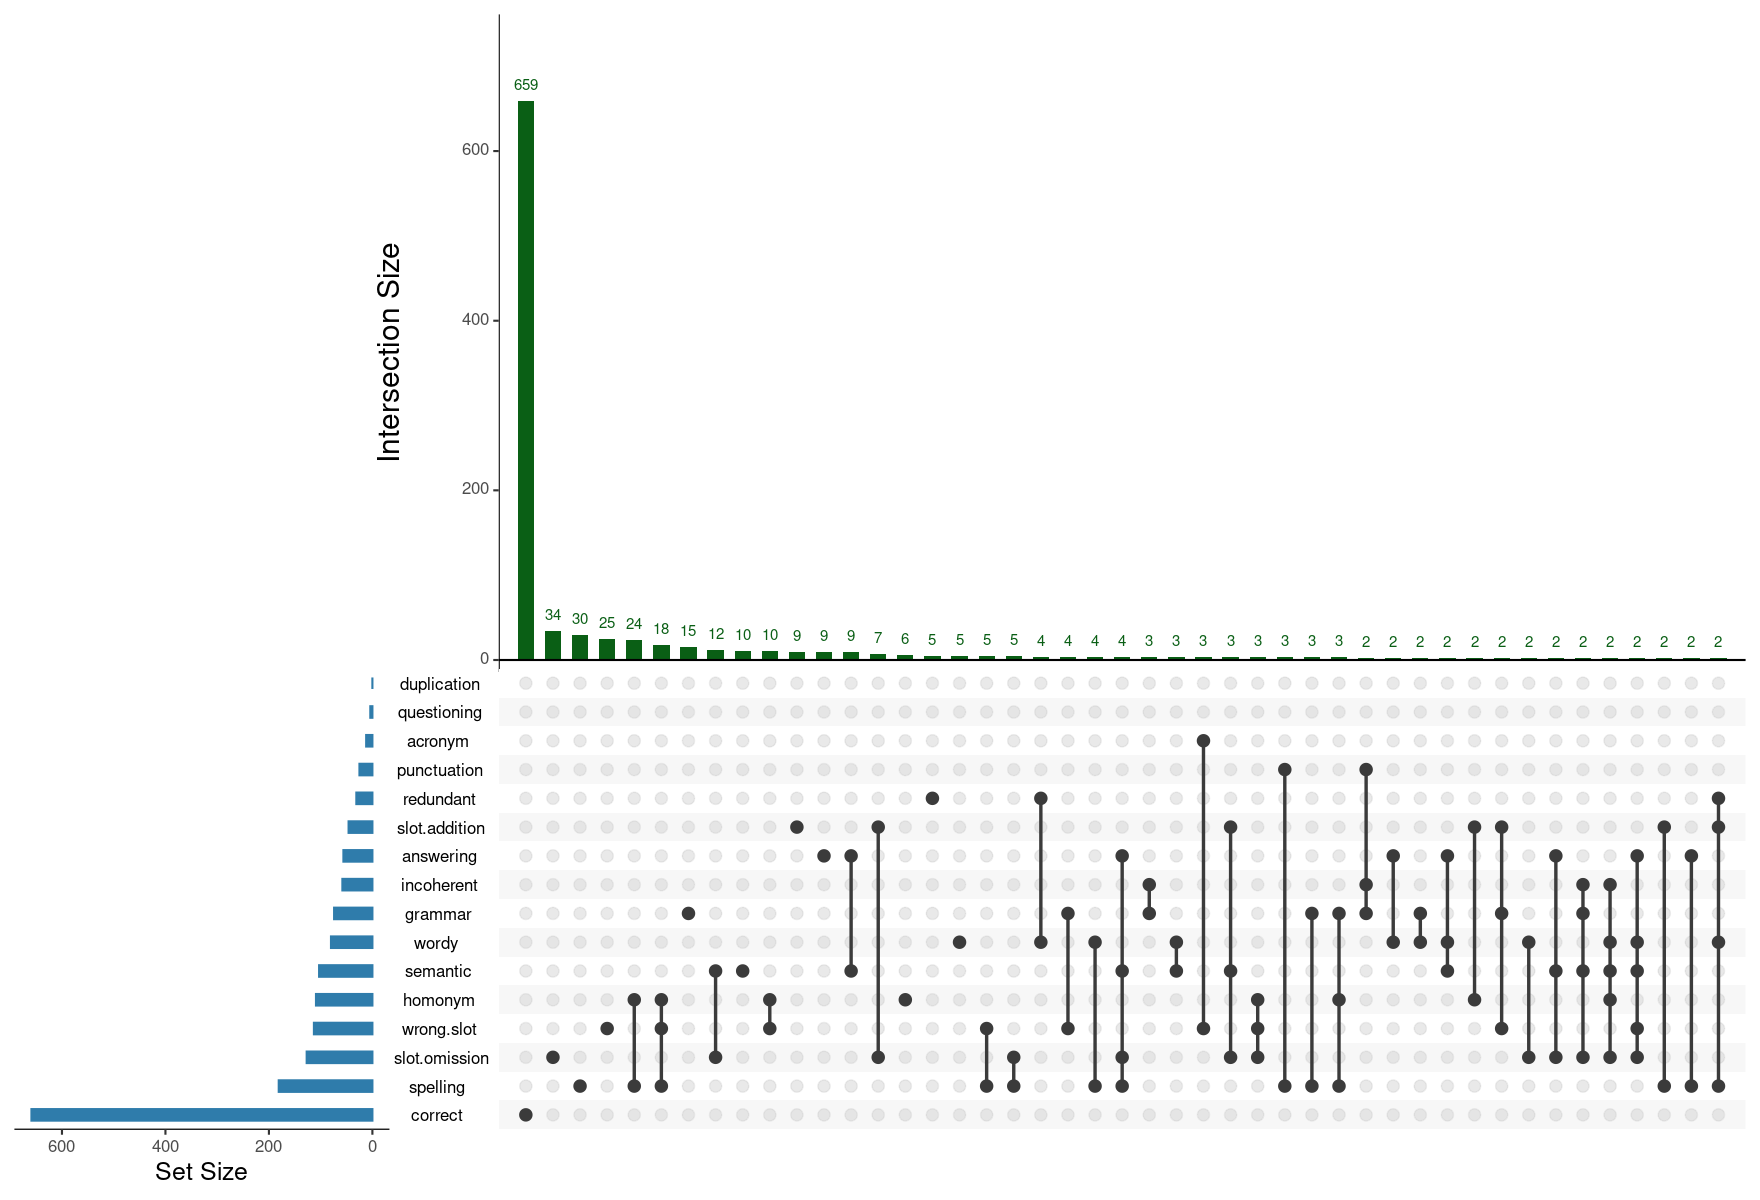 659
600
400
200
0
Intersection Size
34 30 25 24 18 15 12 10 10 9 9 9 7 6 5 5 5 5 4 4 4 4 3 3 3 3 3 3 3 3 2 2 2 2 2 2 2 2 2 2 2 2 2 2
duplication
questioning
acronym
punctuation
redundant
slot.addition
answering
incoherent
grammar
wordy
semantic
homonym
wrong.slot
slot.omission
spelling
correct
600 400 200 0
Set Size